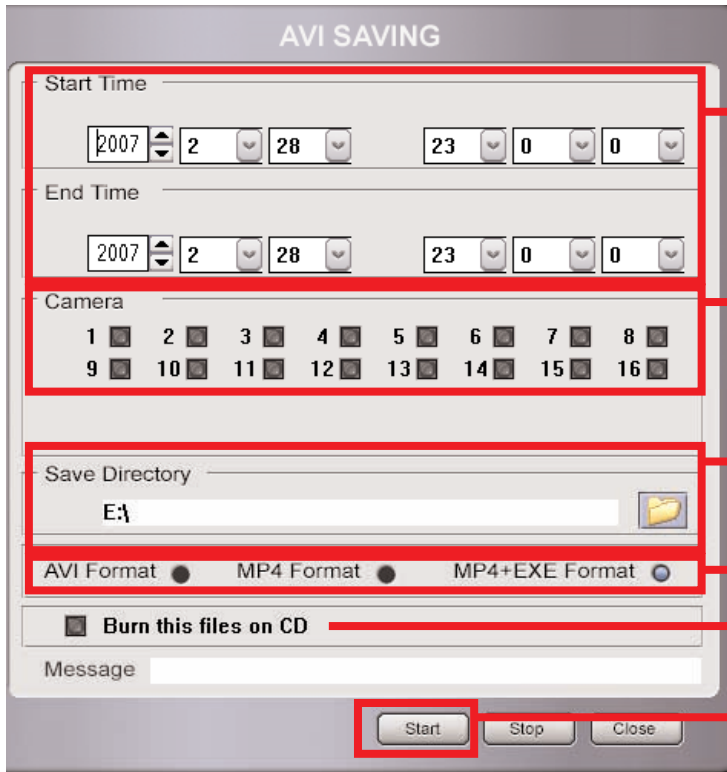 AVI SAVING
Start Time
2007 2 28 23 0 0
End Time
2007 2 28 23 0 0
Camera
1 2 3 4 5 6 7 8
9 10 11 12 13 14 15 16
Save Directory
E:\
AVI Format MP4 Format MP4+EXE Format
Burn this files on CD
Message
Start Stop Close